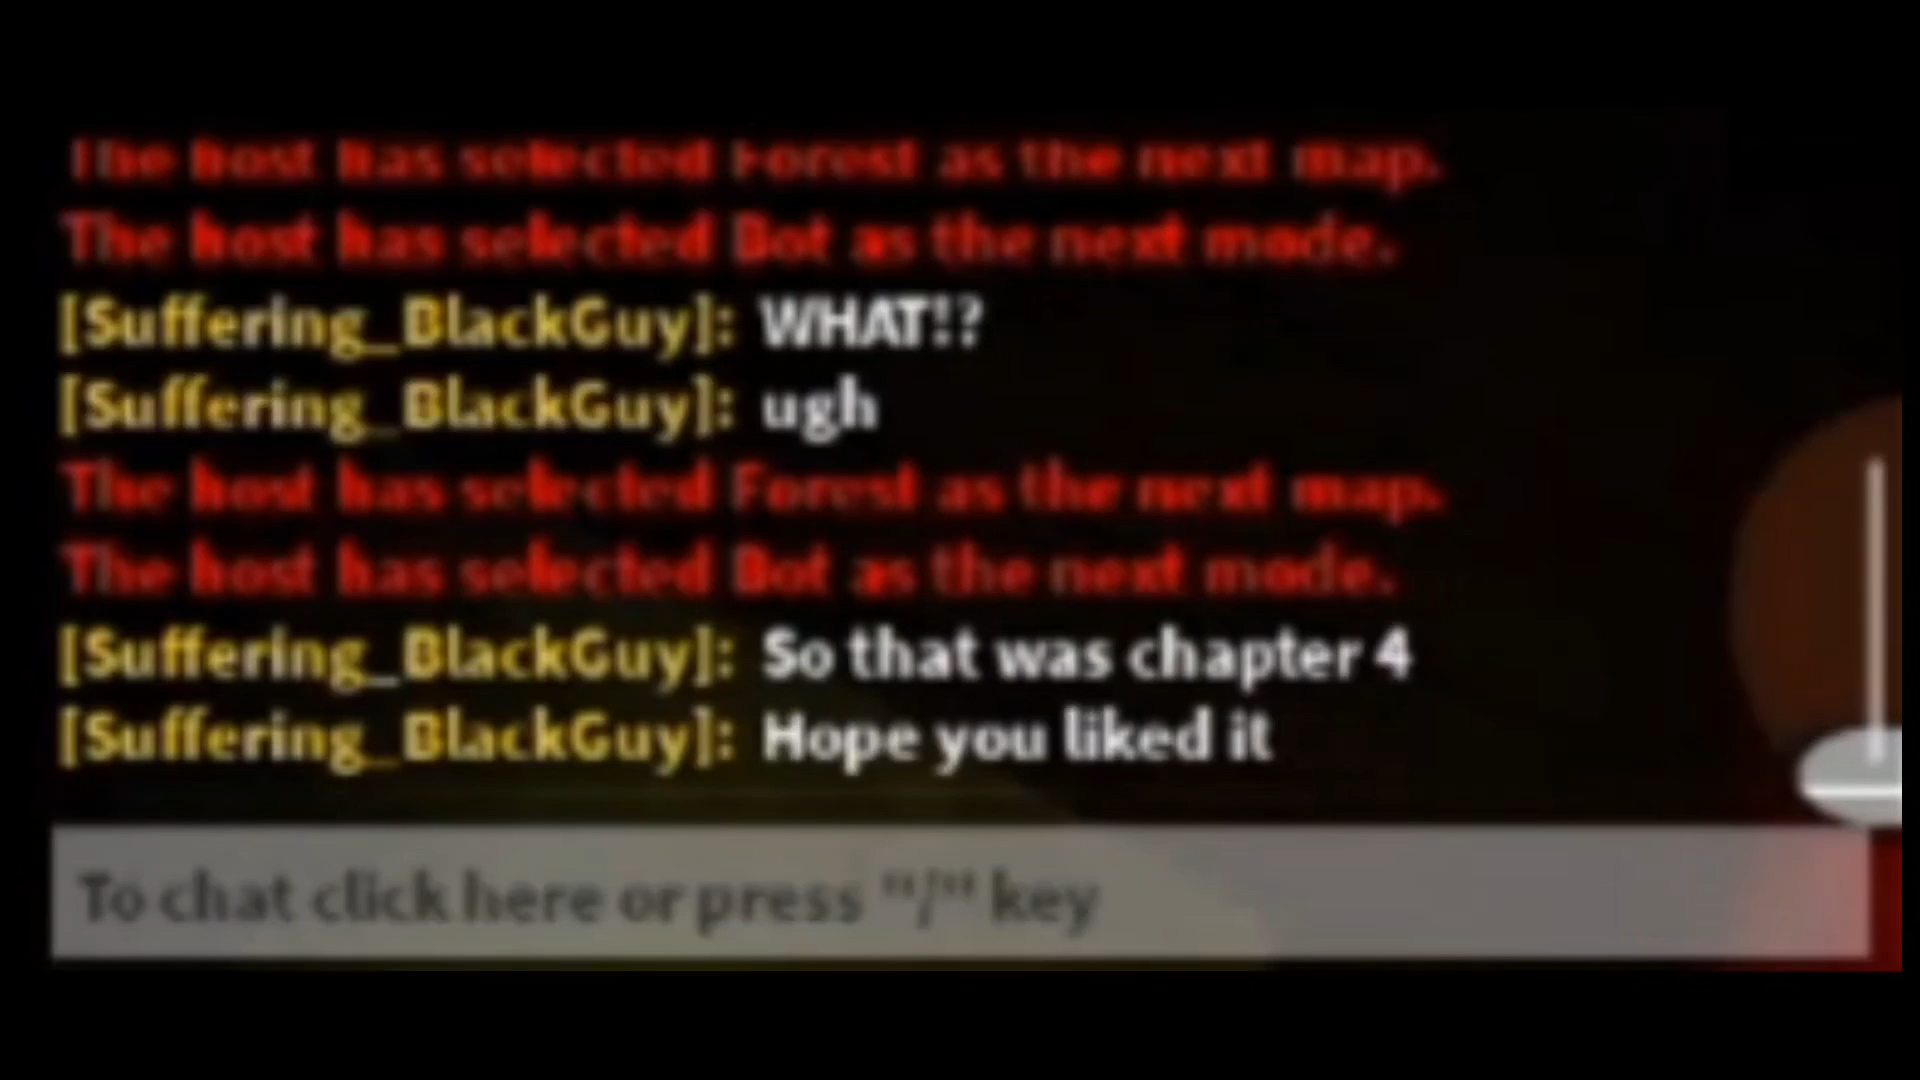 The host has selected Forest as the next map.
The host has selected Bot as the next mode.
[Suffering_BlackGuy]: WHAT!?
[Suffering_BlackGuy]: ugh
The host has selected Forest as the next map.
The host has selected Bot as the next mode.
[Suffering_BlackGuy]: So that was chapter 4
[Suffering_BlackGuy]: Hope you liked it
To chat click here or press "/" key